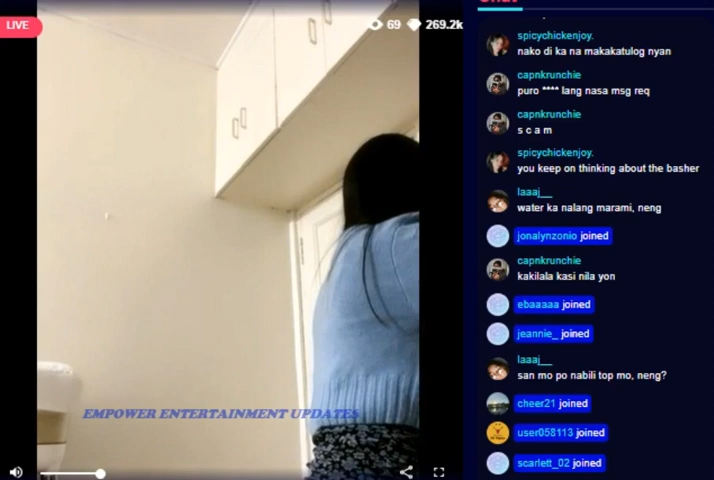 LIVE
69
269.2k
spicychickenjoy.
nako di ka na makakatulog nyan
capnkrunchie
puro **** lang nasa msg req
capnkrunchie
s c a m
spicychickenjoy.
you keep on thinking about the basher
laaaj__
water ka nalang marami, neng
jonalynzonio joined
capnkrunchie
kakilala kasi nila yon
ebaaaaa joined
jeannie_ joined
laaaj__
san mo po nabili top mo, neng?
cheer21 joined
user058113 joined
scarlett_02 joined
EMPOWER ENTERTAINMENT UPDATES